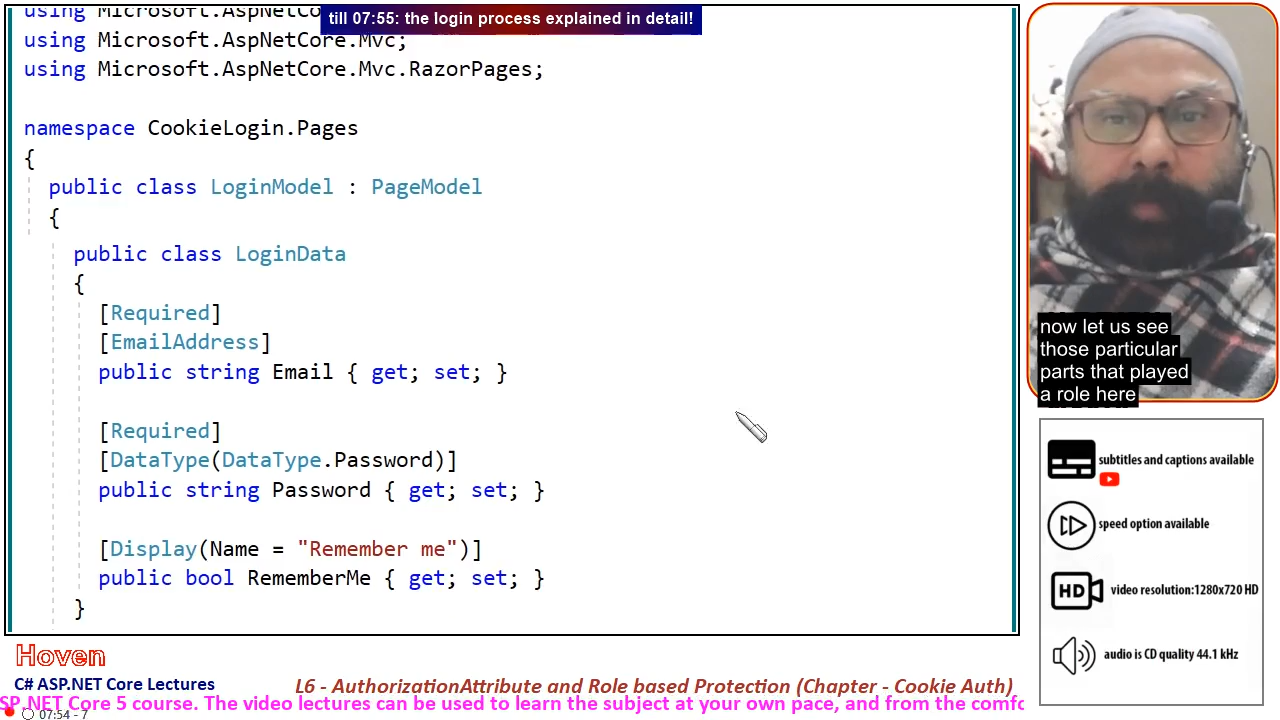 using Microsoft.AspNetCo
till 07:55: the login process explained in detail!
using Microsoft.AspNetCore.Mvc;
using Microsoft.AspNetCore.Mvc.RazorPages;
namespace CookieLogin.Pages
{
public class LoginModel : PageModel
{
public class LoginData
{
[Required]
[EmailAddress]
public string Email { get; set; }
[Required]
[DataType(DataType.Password)]
public string Password { get; set; }
[Display(Name = "Remember me")]
public bool RememberMe { get; set; }
}
now let us see
those particular
parts that played
a role here
subtitles and captions available
speed option available
HD
video resolution:1280x720 HD
audio is CD quality 44.1 kHz
Hoven
C# ASP.NET Core Lectures
L6 - AuthorizationAttribute and Role based Protection (Chapter - Cookie Auth)
SP.NET Core 5 course. The video lectures can be used to learn the subject at your own pace, and from the comfo
07:54 - 7